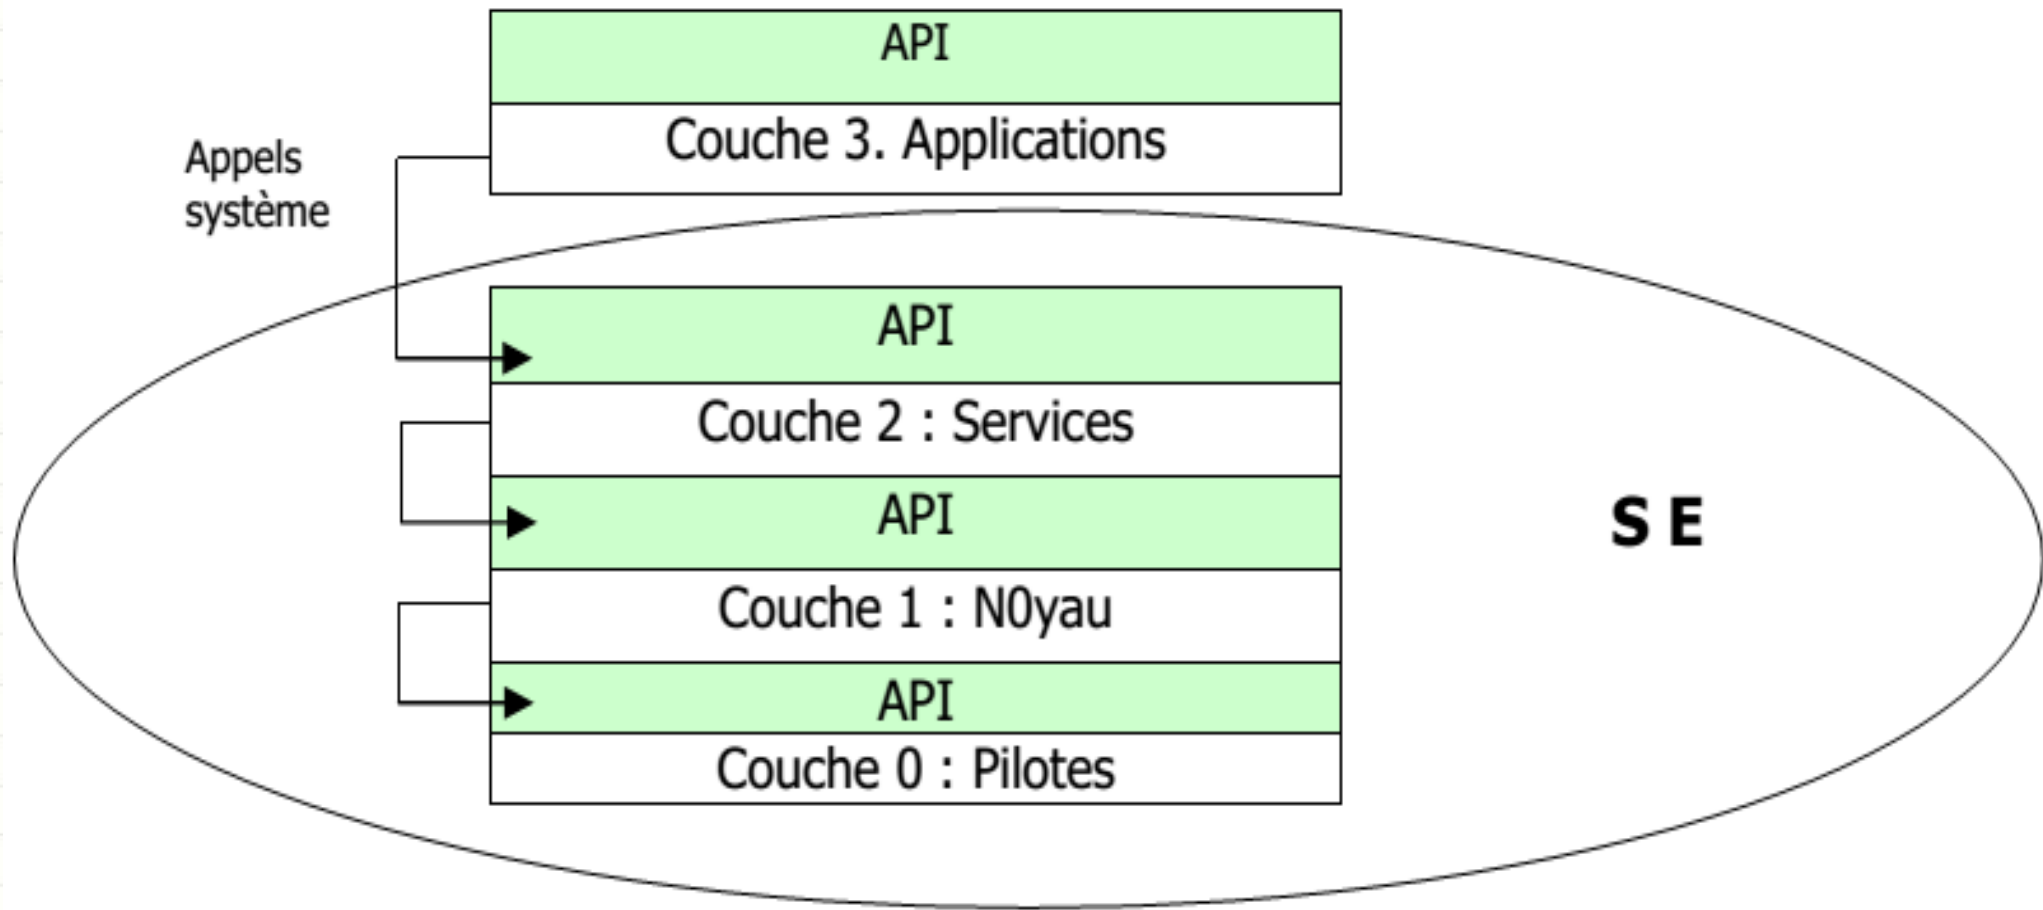 API
Couche 3. Applications
Appels
système
API
Couche 2 : Services
API
S E
Couche 1 : N0yau
API
Couche 0 : Pilotes